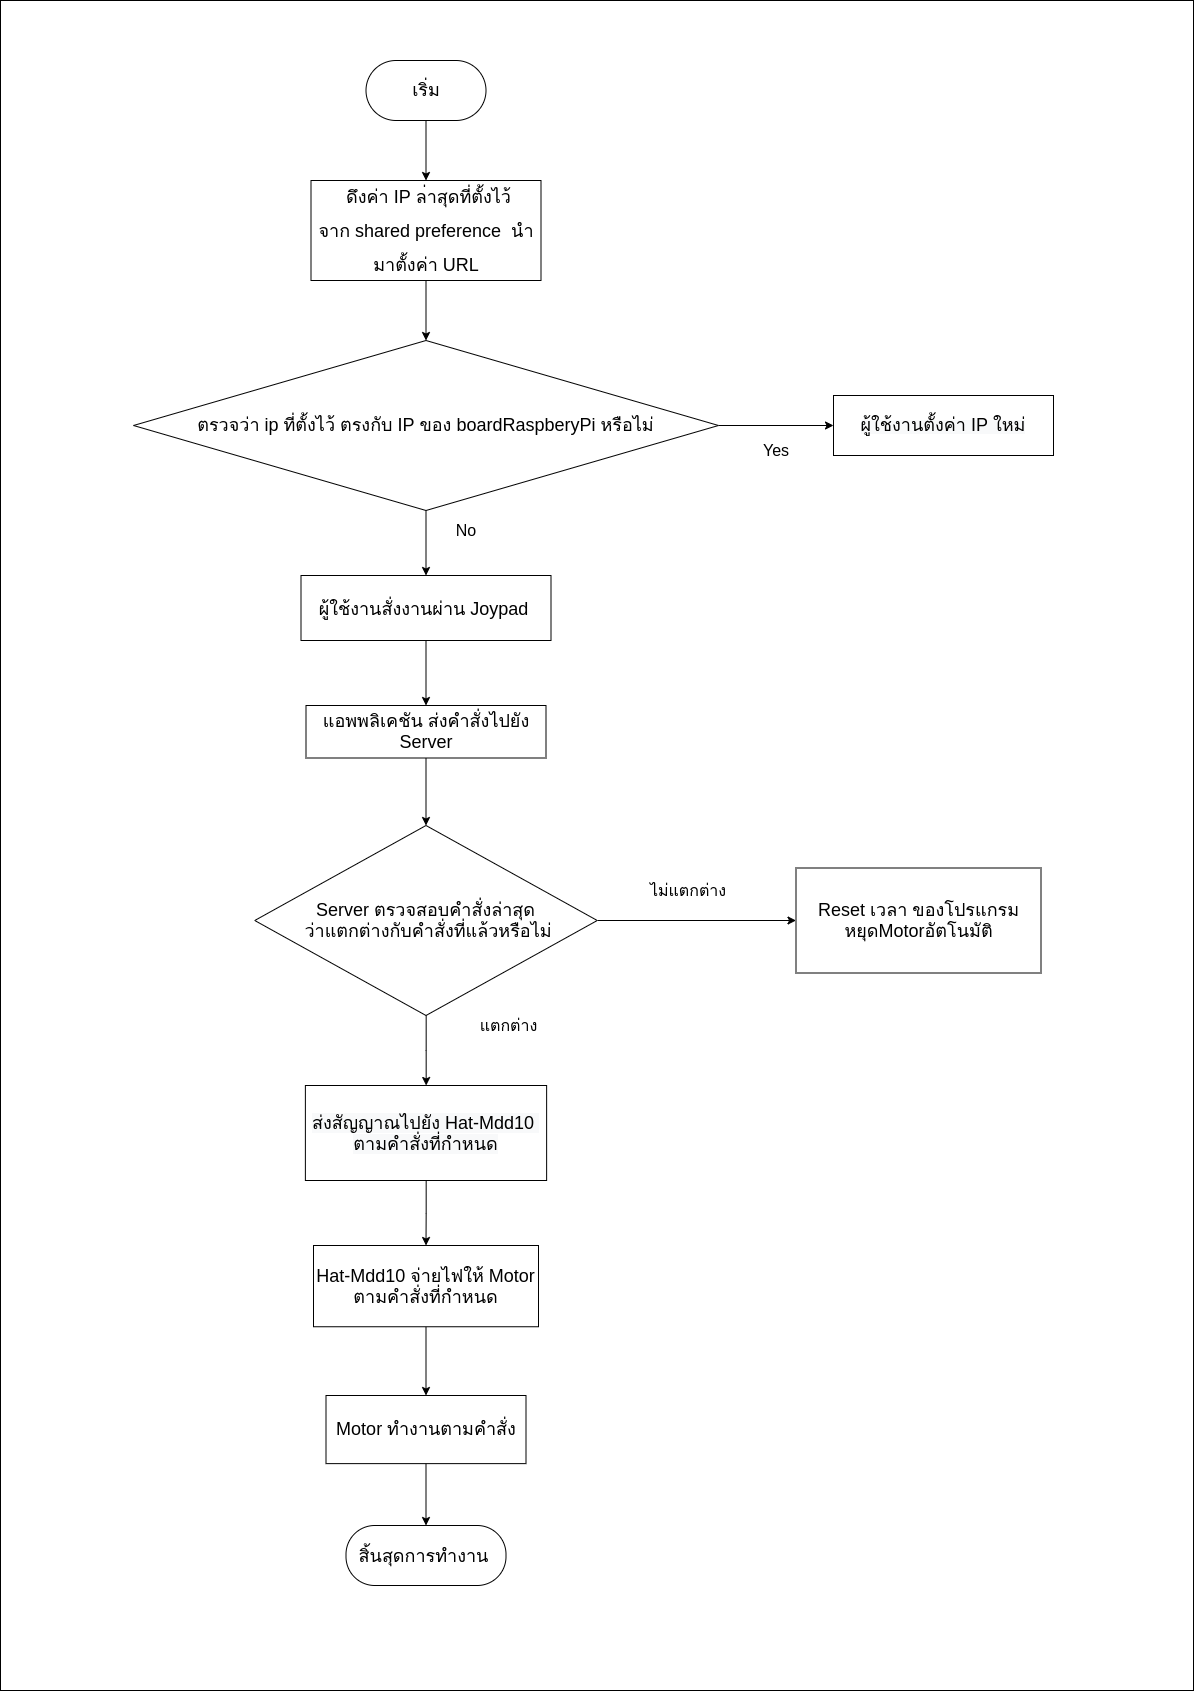 เริ่ม
ดึงค่า IP ล่าสุดที่ตั้งไว้
จาก shared preference นำ
มาตั้งค่า URL
ตรวจว่า ip ที่ตั้งไว้ ตรงกับ IP ของ boardRaspberyPi หรือไม่
ผู้ใช้งานตั้งค่า IP ใหม่
Yes
No
ผู้ใช้งานสั่งงานผ่าน Joypad
แอพพลิเคชัน ส่งคำสั่งไปยัง
Server
ไม่แตกต่าง
Server ตรวจสอบคำสั่งล่าสุด
ว่าแตกต่างกับคำสั่งที่แล้วหรือไม่
Reset เวลา ของโปรแกรม
หยุดMotorอัตโนมัติ
แตกต่าง
ส่งสัญญาณไปยัง Hat-Mdd10
ตามคำสั่งที่กำหนด
Hat-Mdd10 จ่ายไฟให้ Motor
ตามคำสั่งที่กำหนด
Motor ทำงานตามคำสั่ง
สิ้นสุดการทำงาน